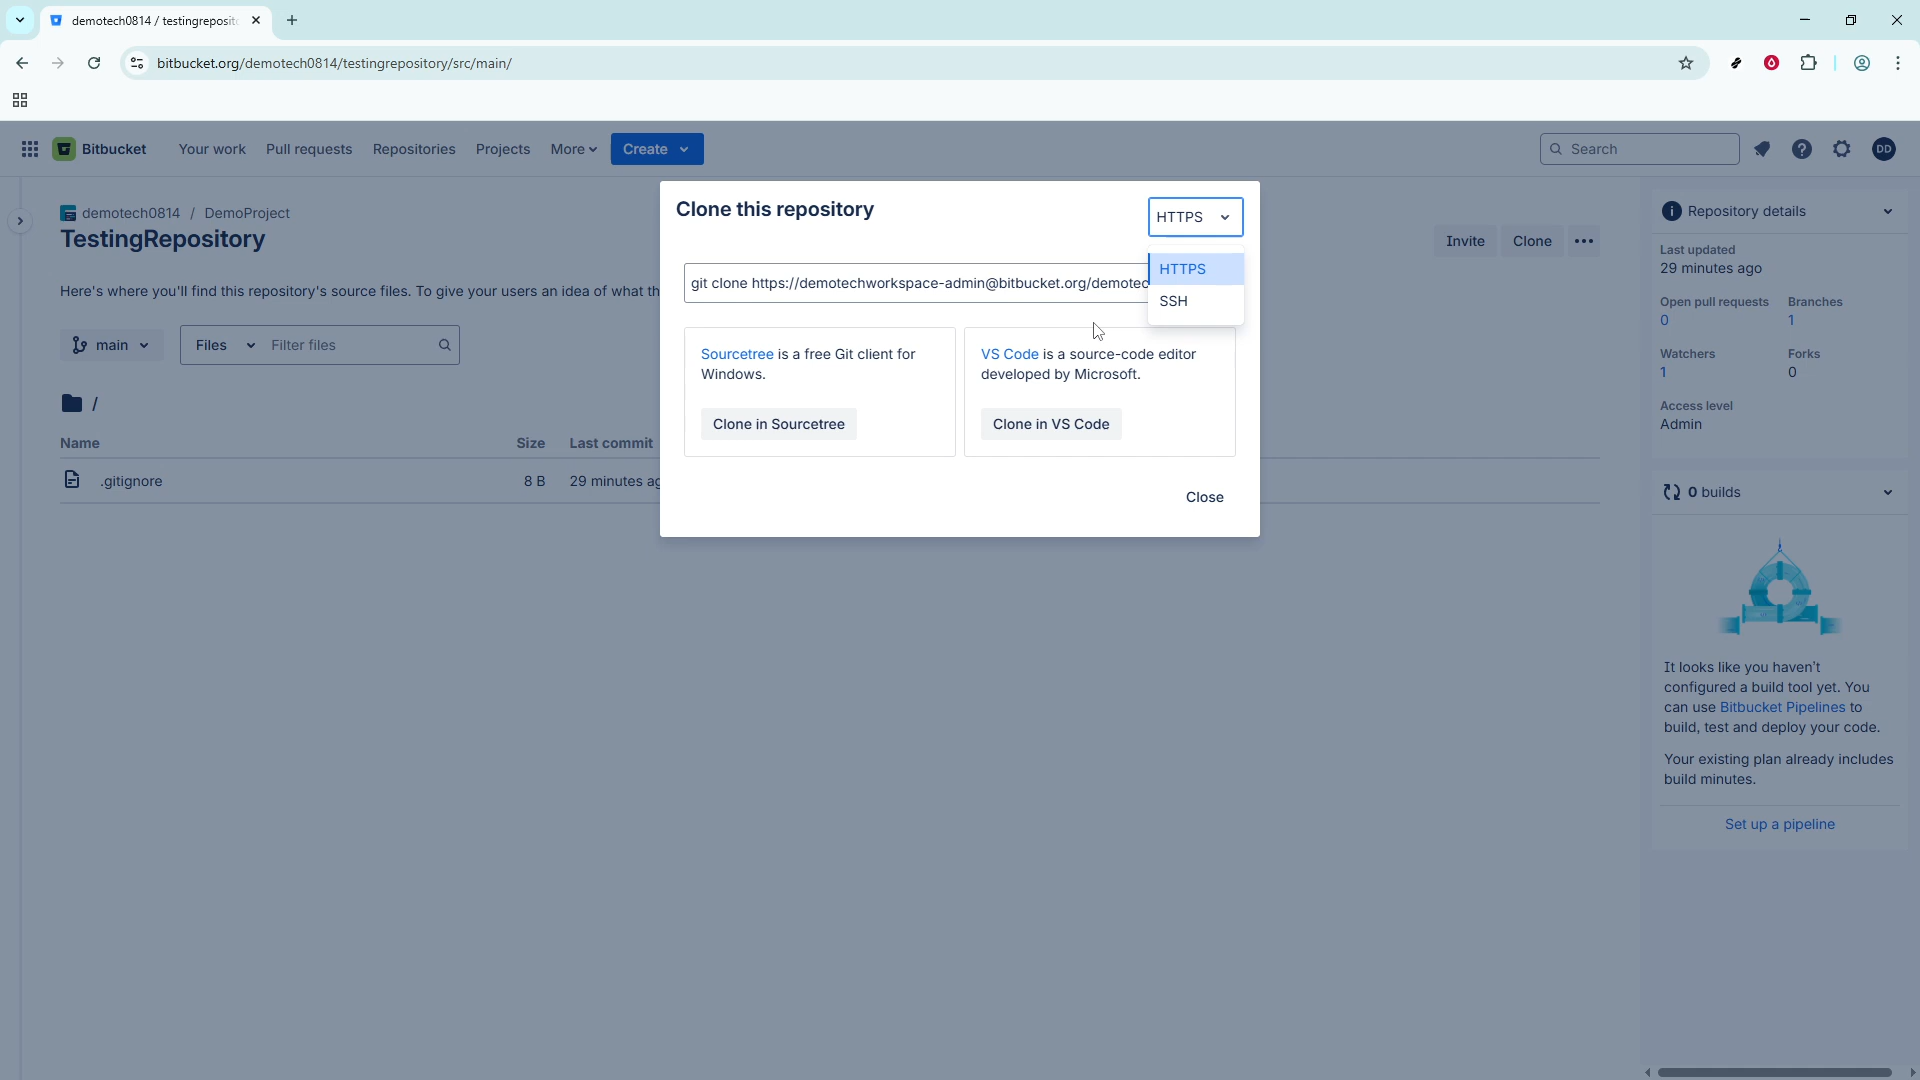 demotech0814 / testingreposit
bitbucket.org/demotech0814/testingrepository/src/main/
Bitbucket
Your work
Pull requests
Repositories
Projects
More
Create
Search
DD
demotech0814 / DemoProject
TestingRepository
Invite
Clone
Here's where you'll find this repository's source files. To give your users an idea of what th
main
Files
Filter files
/
Name
Size
Last commit
.gitignore
8 B
29 minutes ag
Clone this repository
HTTPS
HTTPS
SSH
git clone https://demotechworkspace-admin@bitbucket.org/demotec
Sourcetree is a free Git client for
Windows.
Clone in Sourcetree
VS Code is a source-code editor
developed by Microsoft.
Clone in VS Code
Close
Repository details
Last updated
29 minutes ago
Open pull requests
Branches
0
1
Watchers
Forks
1
0
Access level
Admin
0 builds
It looks like you haven't
configured a build tool yet. You
can use Bitbucket Pipelines to
build, test and deploy your code.
Your existing plan already includes
build minutes.
Set up a pipeline